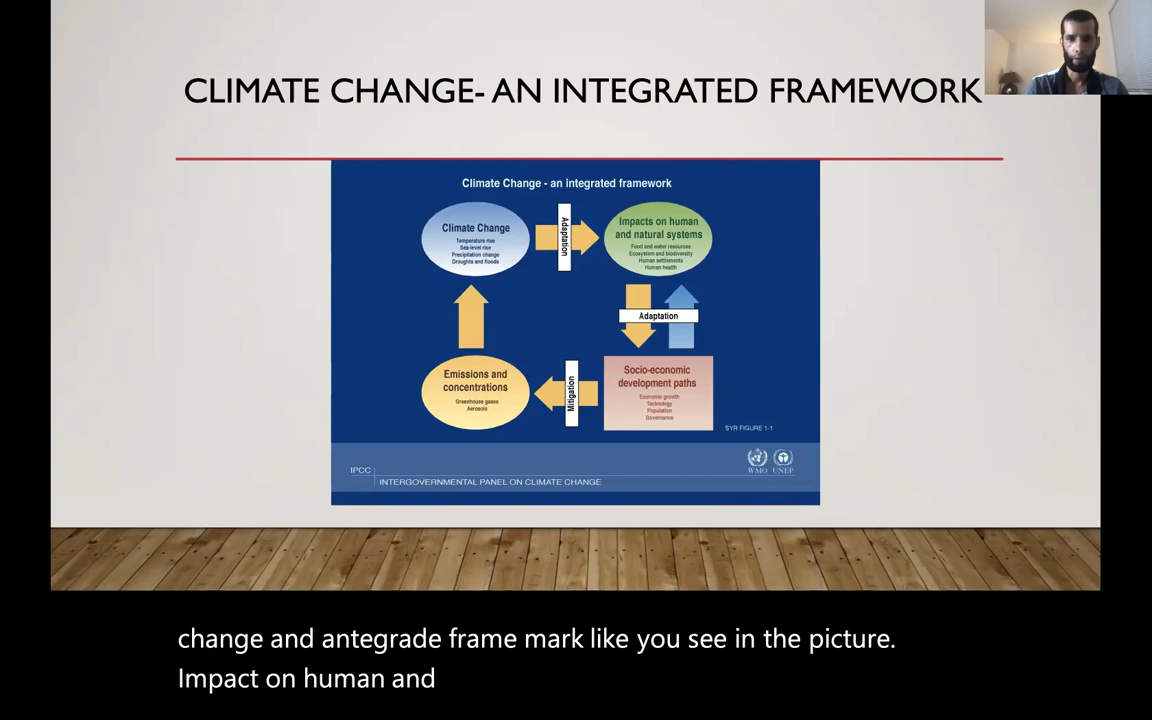 CLIMATE CHANGE- AN INTEGRATED FRAMEWORK
Climate Change - an integrated framework
Climate Change
Temperature rise
Sea-level rise
Precipitation change
Droughts and floods
Adaptation
Impacts on human
and natural systems
Food and water resources
Ecosystem and biodiversity
Human settlements
Human health
Adaptation
Emissions and
concentrations
Greenhouse gases
Aerosols
Mitigation
Socio-economic
development paths
Economic growth
Technology
Population
Governance
SYR FIGURE 1-1
IPCC
INTERGOVERNMENTAL PANEL ON CLIMATE CHANGE
WMO UNEP
change and antegrade frame mark like you see in the picture.
Impact on human and